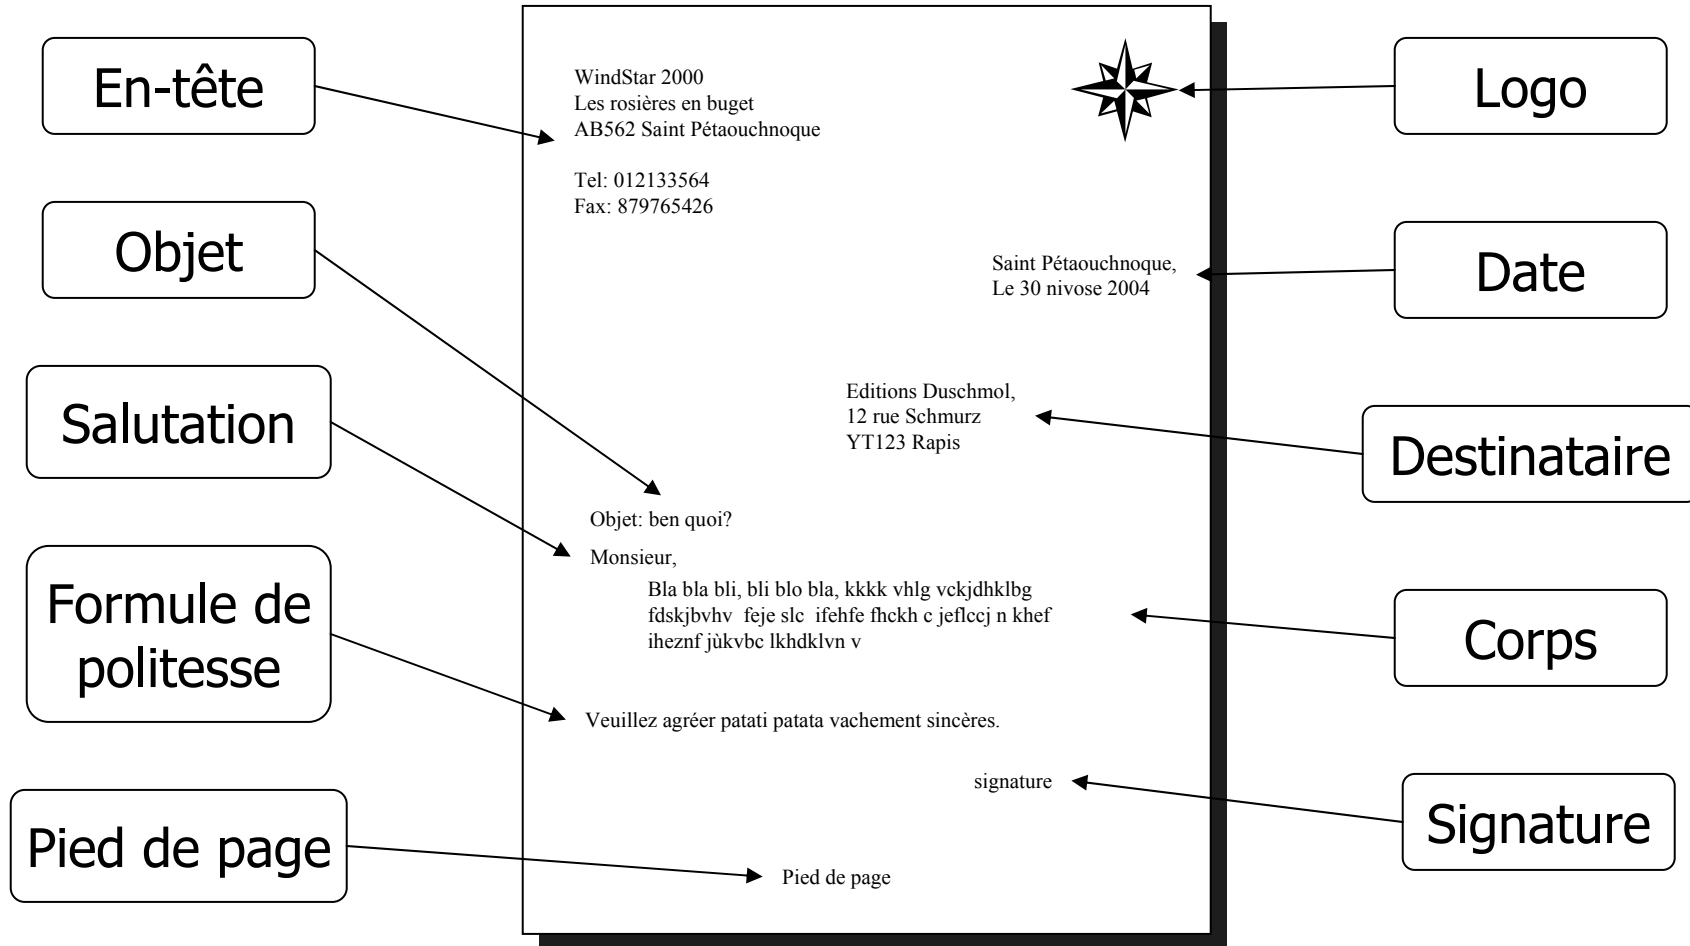 En-tête
Objet
Salutation
Formule de
politesse
Pied de page
WindStar 2000
Les rosières en buget
AB562 Saint Pétaouchnoque
Tel: 012133564
Fax: 879765426
Saint Pétaouchnoque,
Le 30 nivose 2004
Editions Duschmol,
12 rue Schmurz
YT123 Rapis
Objet: ben quoi?
Monsieur,
Bla bla bli, bli blo bla, kkkk vhlg vckjdhklbg
fdskjbvhv  feje slc  ifehfe fhckh c jeflccj n khef
iheznf jùkvbc lkhdklvn v
Veuillez agréer patati patata vachement sincères.
signature
Pied de page
Logo
Date
Destinataire
Corps
Signature